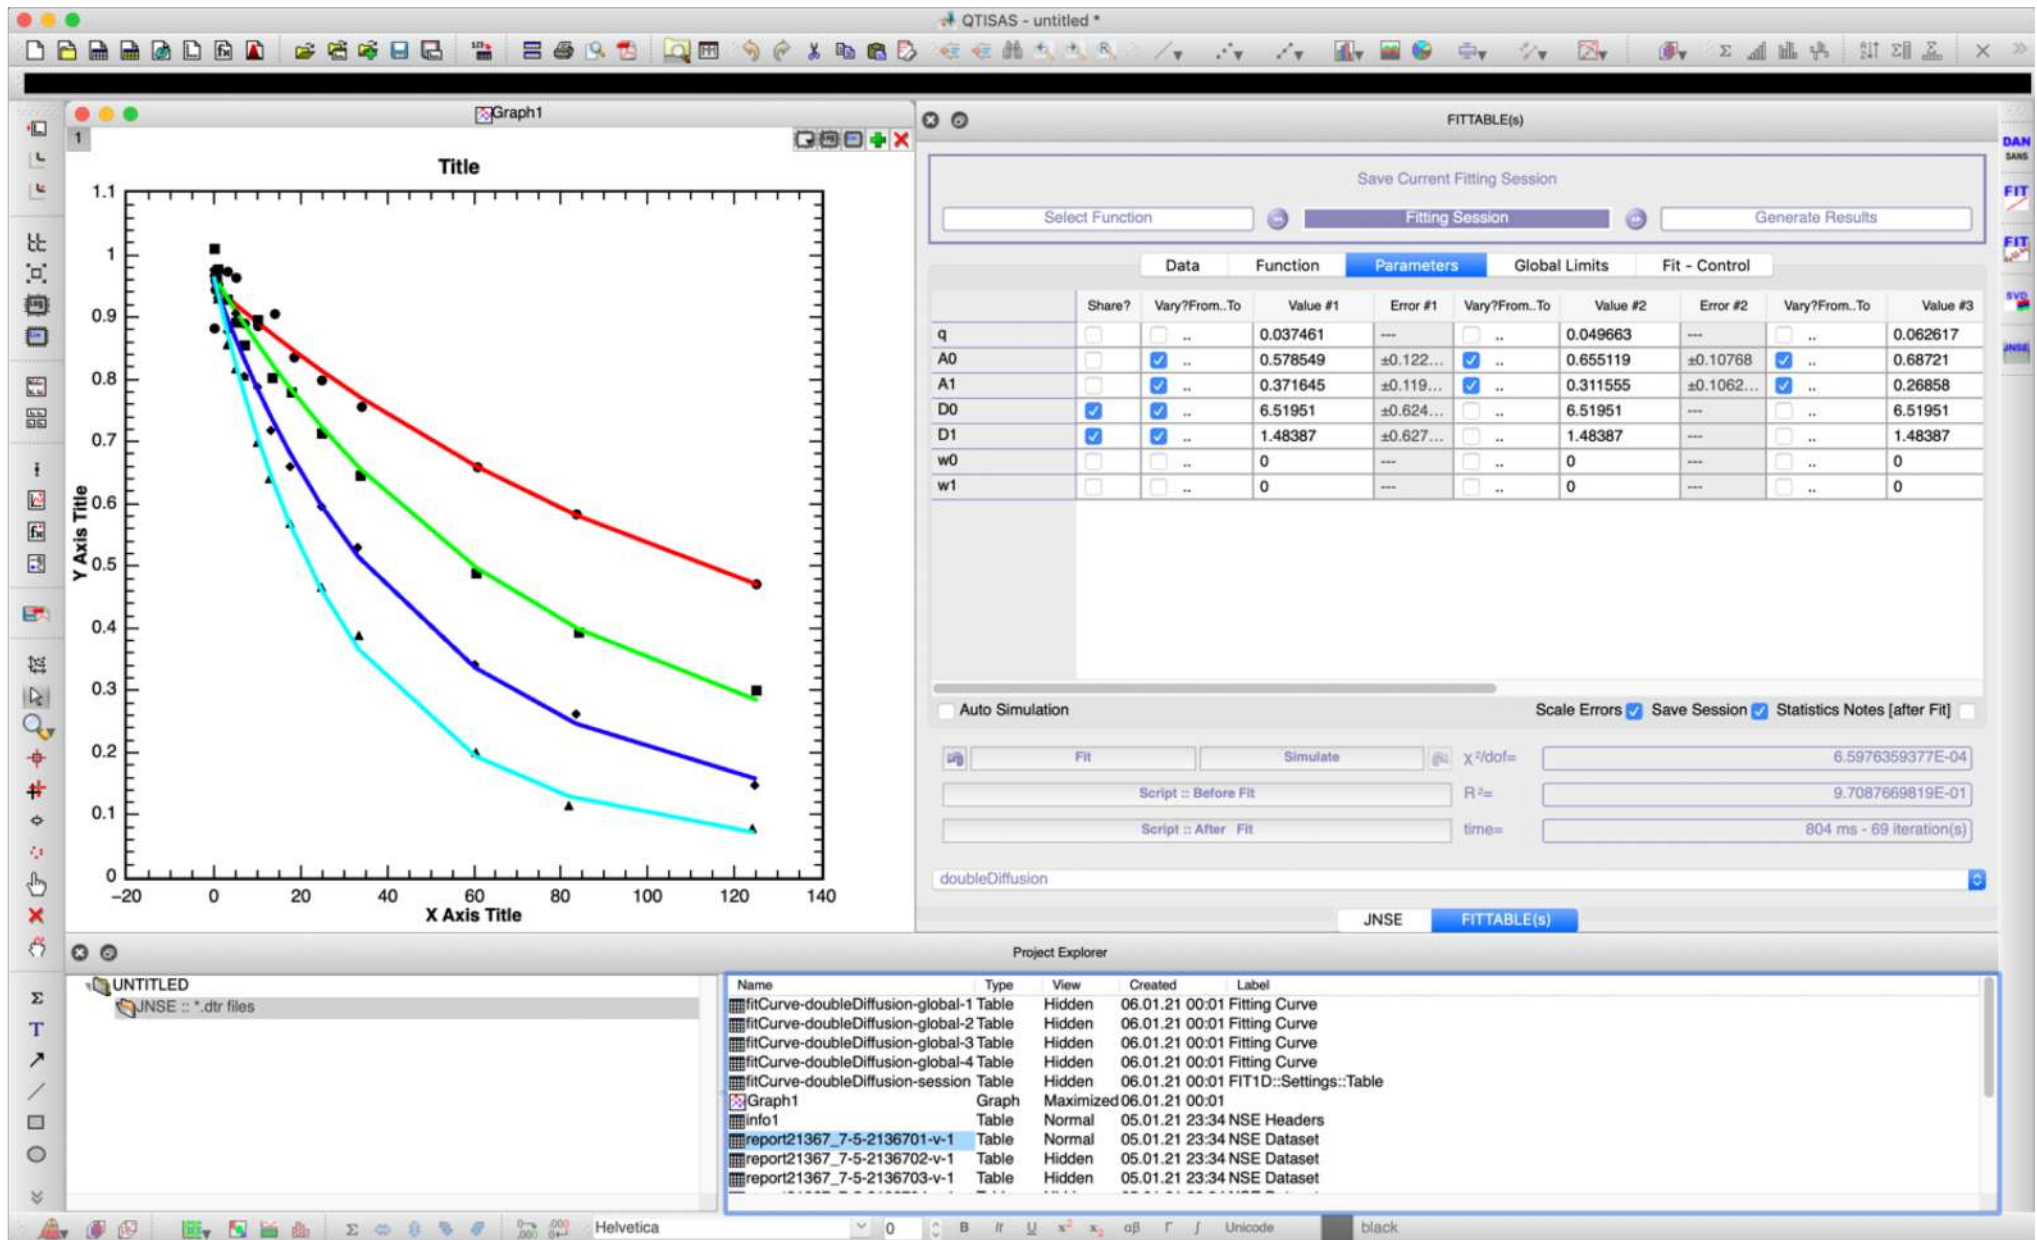 QTISAS - untitled *
Graph1
1
Title
1.1
1
0.9
0.8
0.7
0.6
0.5
0.4
0.3
0.2
0.1
0
Y Axis Title
−20 0 20 40 60 80 100 120 140
X Axis Title
FITTABLE(s)
Save Current Fitting Session
Select Function Fitting Session Generate Results
Data Function Parameters Global Limits Fit - Control
Share? Vary?From..To Value #1 Error #1 Vary?From..To Value #2 Error #2 Vary?From..To Value #3
q .. 0.037461 --- .. 0.049663 --- .. 0.062617
A0 .. 0.578549 ±0.122... .. 0.655119 ±0.10768 .. 0.68721
A1 .. 0.371645 ±0.119... .. 0.311555 ±0.1062... .. 0.26858
D0 .. 6.51951 ±0.624... .. 6.51951 --- .. 6.51951
D1 .. 1.48387 ±0.627... .. 1.48387 --- .. 1.48387
w0 .. 0 --- .. 0 --- .. 0
w1 .. 0 --- .. 0 --- .. 0
Auto Simulation Scale Errors Save Session Statistics Notes [after Fit]
Fit Simulate χ²/dof= 6.5976359377E-04
Script :: Before Fit R²= 9.7087669819E-01
Script :: After Fit time= 804 ms - 69 iteration(s)
doubleDiffusion
JNSE FITTABLE(s)
DAN
SANS
FIT
FIT
SVD
JNSE
Project Explorer
UNTITLED
JNSE :: *.dtr files
Name Type View Created Label
fitCurve-doubleDiffusion-global-1 Table Hidden 06.01.21 00:01 Fitting Curve
fitCurve-doubleDiffusion-global-2 Table Hidden 06.01.21 00:01 Fitting Curve
fitCurve-doubleDiffusion-global-3 Table Hidden 06.01.21 00:01 Fitting Curve
fitCurve-doubleDiffusion-global-4 Table Hidden 06.01.21 00:01 Fitting Curve
fitCurve-doubleDiffusion-session Table Hidden 06.01.21 00:01 FIT1D::Settings::Table
Graph1 Graph Maximized 06.01.21 00:01
info1 Table Normal 05.01.21 23:34 NSE Headers
report21367_7-5-2136701-v-1 Table Normal 05.01.21 23:34 NSE Dataset
report21367_7-5-2136702-v-1 Table Hidden 05.01.21 23:34 NSE Dataset
report21367_7-5-2136703-v-1 Table Hidden 05.01.21 23:34 NSE Dataset
Helvetica 0 B It U x² x₂ αβ Γ ∫ Unicode black